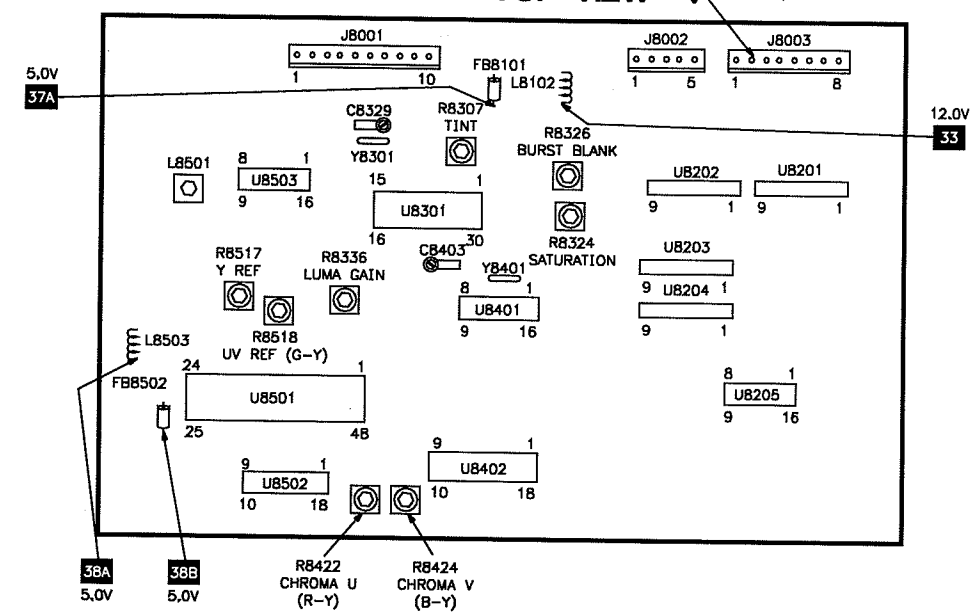 J8001
1 10
FB8101
L8102
J8002
1 5
J8003
1 8
5.0V
37A
12.0V
33
C8329
Y8301
R8307
TINT
R8326
BURST BLANK
L8501
8 1
U8503
9 16
15 1
U8301
16 30
U8202
9 1
U8201
9 1
R8324
SATURATION
C8403
Y8401
8 1
U8401
9 16
U8203
9 1
U8204
9 1
R8517
Y REF
R8336
LUMA GAIN
R8518
UV REF (G-Y)
L8503
FB8502
24 1
U8501
25 48
8 1
U8205
9 16
9 1
U8502
10 18
9 1
U8402
10 18
38A
5.0V
38B
5.0V
R8422
CHROMA U
(R-Y)
R8424
CHROMA V
(B-Y)